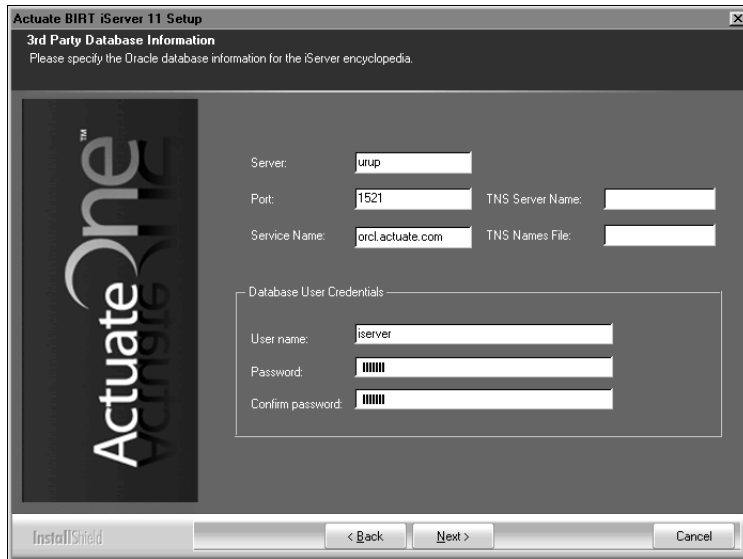 Actuate BIRT iServer 11 Setup
3rd Party Database Information
Please specify the Oracle database information for the iServer encyclopedia.
ActuateOne™
Server: urup
Port: 1521 TNS Server Name:
Service Name: orcl.actuate.com TNS Names File:
Database User Credentials
User name: iserver
Password:
Confirm password:
InstallShield
< Back Next > Cancel